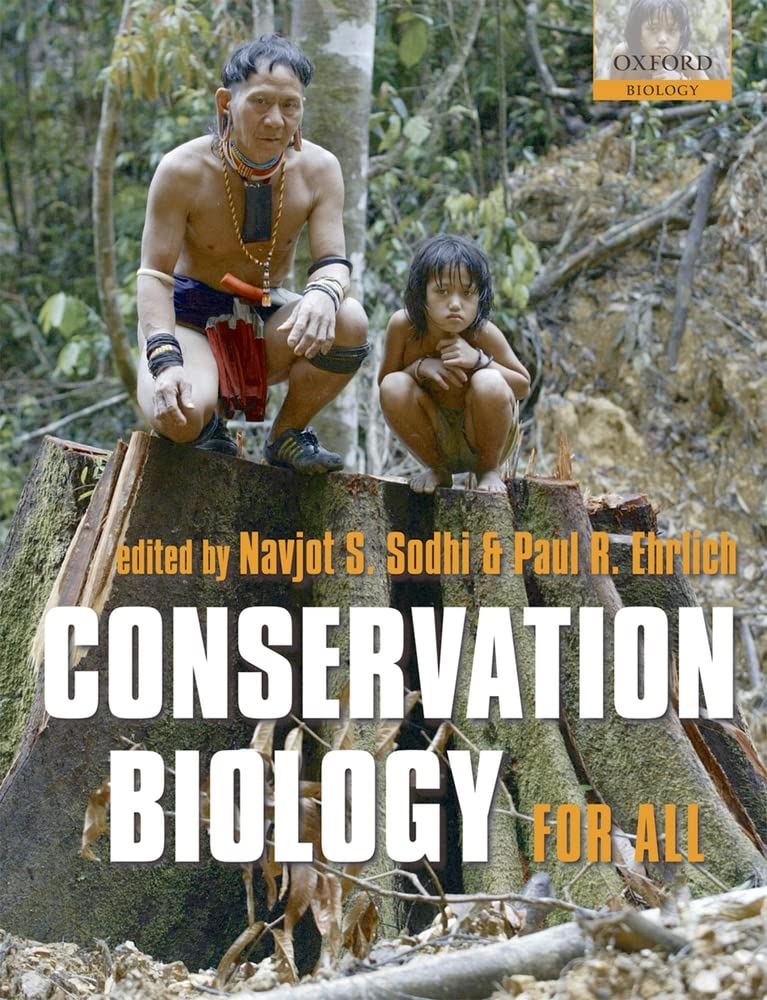 OXFORD
BIOLOGY
edited by Navjot S. Sodhi & Paul R. Ehrlich
CONSERVATION
BIOLOGY FOR ALL